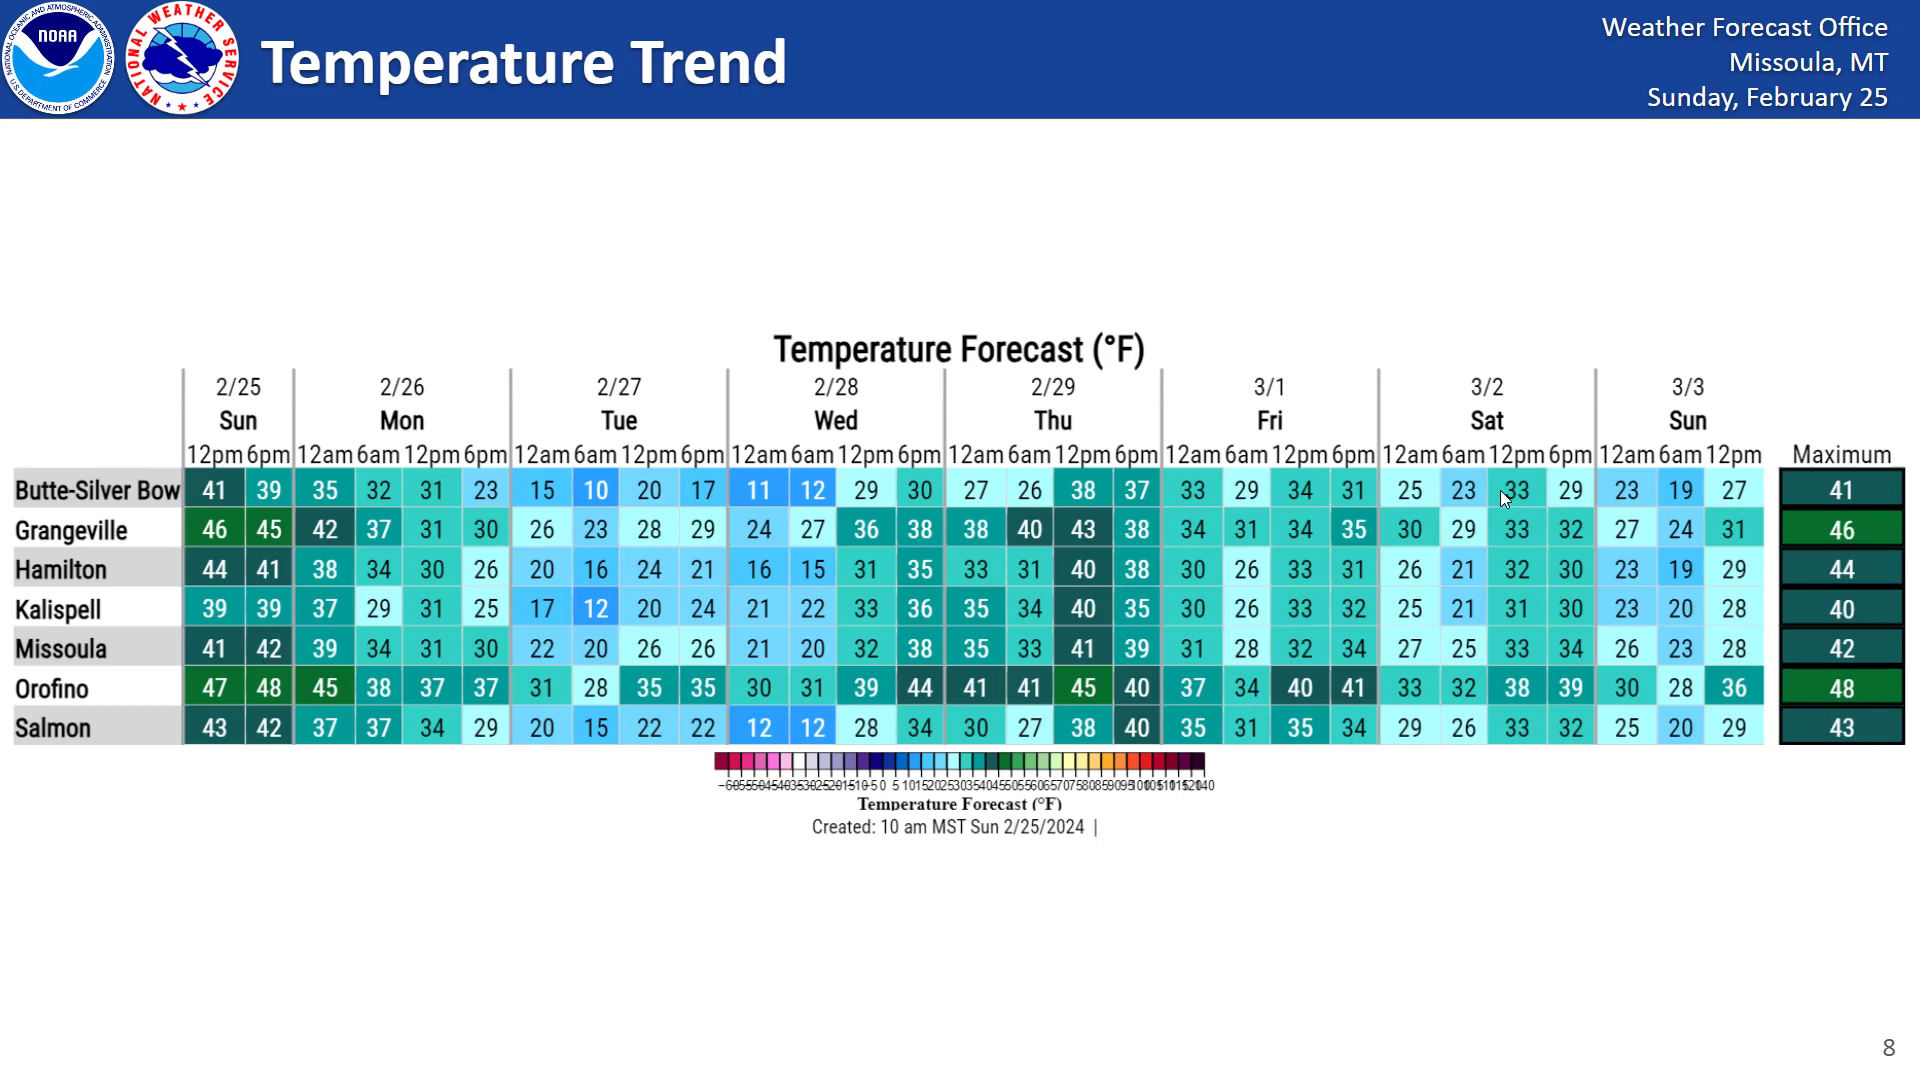 NOAA
NATIONAL OCEANIC AND ATMOSPHERIC ADMINISTRATION
U.S. DEPARTMENT OF COMMERCE
NATIONAL WEATHER SERVICE
Temperature Trend
Weather Forecast Office
Missoula, MT
Sunday, February 25
Temperature Forecast (°F)
2/25 2/26 2/27 2/28 2/29 3/1 3/2 3/3
Sun Mon Tue Wed Thu Fri Sat Sun
12pm 6pm 12am 6am 12pm 6pm 12am 6am 12pm 6pm 12am 6am 12pm 6pm 12am 6am 12pm 6pm 12am 6am 12pm 6pm 12am 6am 12pm 6pm 12am 6am 12pm Maximum
Butte-Silver Bow 41 39 35 32 31 23 15 10 20 17 11 12 29 30 27 26 38 37 33 29 34 31 25 23 33 29 23 19 27 41
Grangeville 46 45 42 37 31 30 26 23 28 29 24 27 36 38 38 40 43 38 34 31 34 35 30 29 33 32 27 24 31 46
Hamilton 44 41 38 34 30 26 20 16 24 21 16 15 31 35 33 31 40 38 30 26 33 31 26 21 32 30 23 19 29 44
Kalispell 39 39 37 29 31 25 17 12 20 24 21 22 33 36 35 34 40 35 30 26 33 32 25 21 31 30 23 20 28 40
Missoula 41 42 39 34 31 30 22 20 26 26 21 20 32 38 35 33 41 39 31 28 32 34 27 25 33 34 26 23 28 42
Orofino 47 48 45 38 37 37 31 28 35 35 30 31 39 44 41 41 45 40 37 34 40 41 33 32 38 39 30 28 36 48
Salmon 43 42 37 37 34 29 20 15 22 22 12 12 28 34 30 27 38 40 35 31 35 34 29 26 33 32 25 20 29 43
Temperature Forecast (°F)
Created: 10 am MST Sun 2/25/2024 |
8